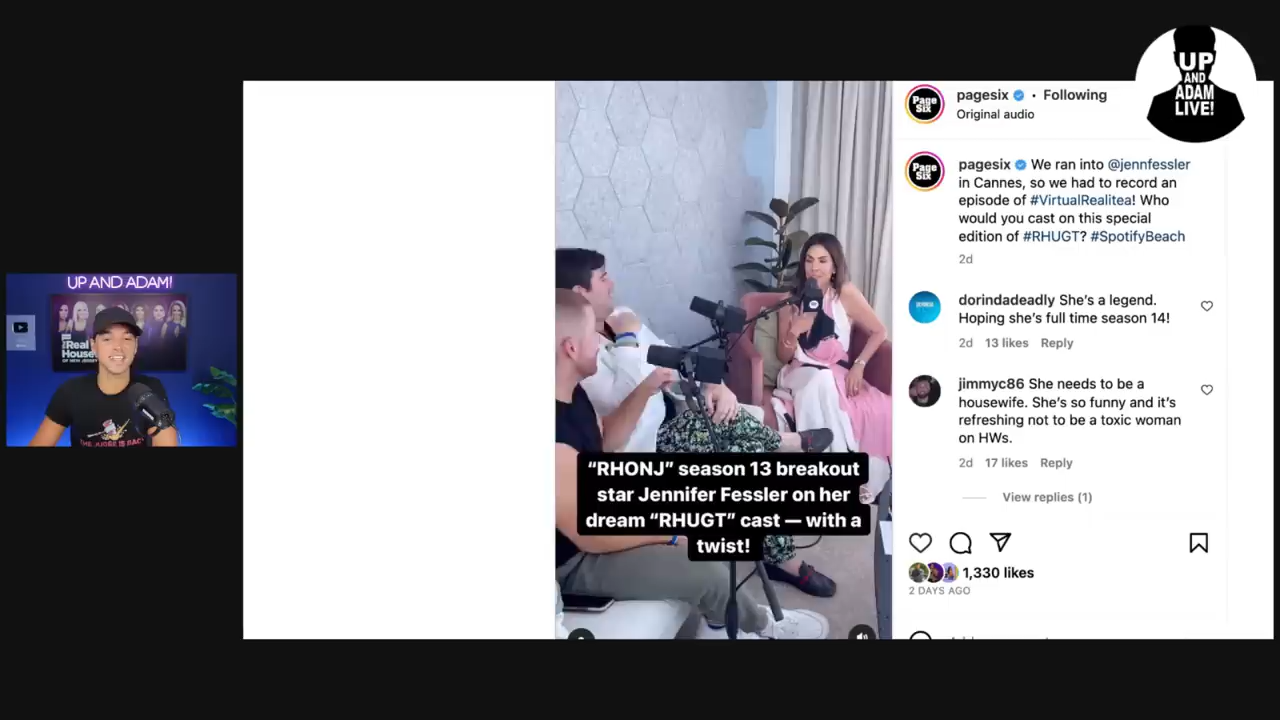 UP AND ADAM!
Real
House
OF NEW JERSEY
THE JUDGE IS BACK
“RHONJ” season 13 breakout
star Jennifer Fessler on her
dream “RHUGT” cast — with a
twist!
UP
AND
ADAM
LIVE!
Page
Six
pagesix • Following
Original audio
Page
Six
pagesix We ran into @jennfessler
in Cannes, so we had to record an
episode of #VirtualRealitea! Who
would you cast on this special
edition of #RHUGT? #SpotifyBeach
2d
dorindadeadly She's a legend.
Hoping she's full time season 14!
2d 13 likes Reply
jimmyc86 She needs to be a
housewife. She's so funny and it's
refreshing not to be a toxic woman
on HWs.
2d 17 likes Reply
View replies (1)
1,330 likes
2 DAYS AGO